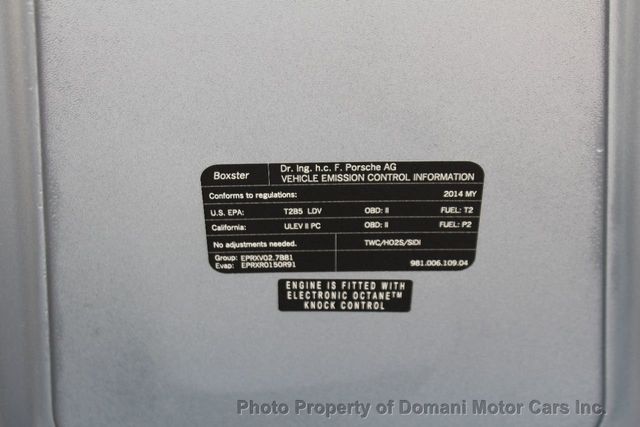 Boxster
Dr. Ing. h.c. F. Porsche AG
VEHICLE EMISSION CONTROL INFORMATION
Conforms to regulations: 2014 MY
U.S. EPA: T2B5 LDV OBD: II FUEL: T2
California: ULEV II PC OBD: II FUEL: P2
No adjustments needed. TWC/HO2S/SIDI
Group: EPRXV02.7BB1
Evap: EPRXR0150R91
981.006.109.04
ENGINE IS FITTED WITH
ELECTRONIC OCTANE™
KNOCK CONTROL
Photo Property of Domani Motor Cars Inc.